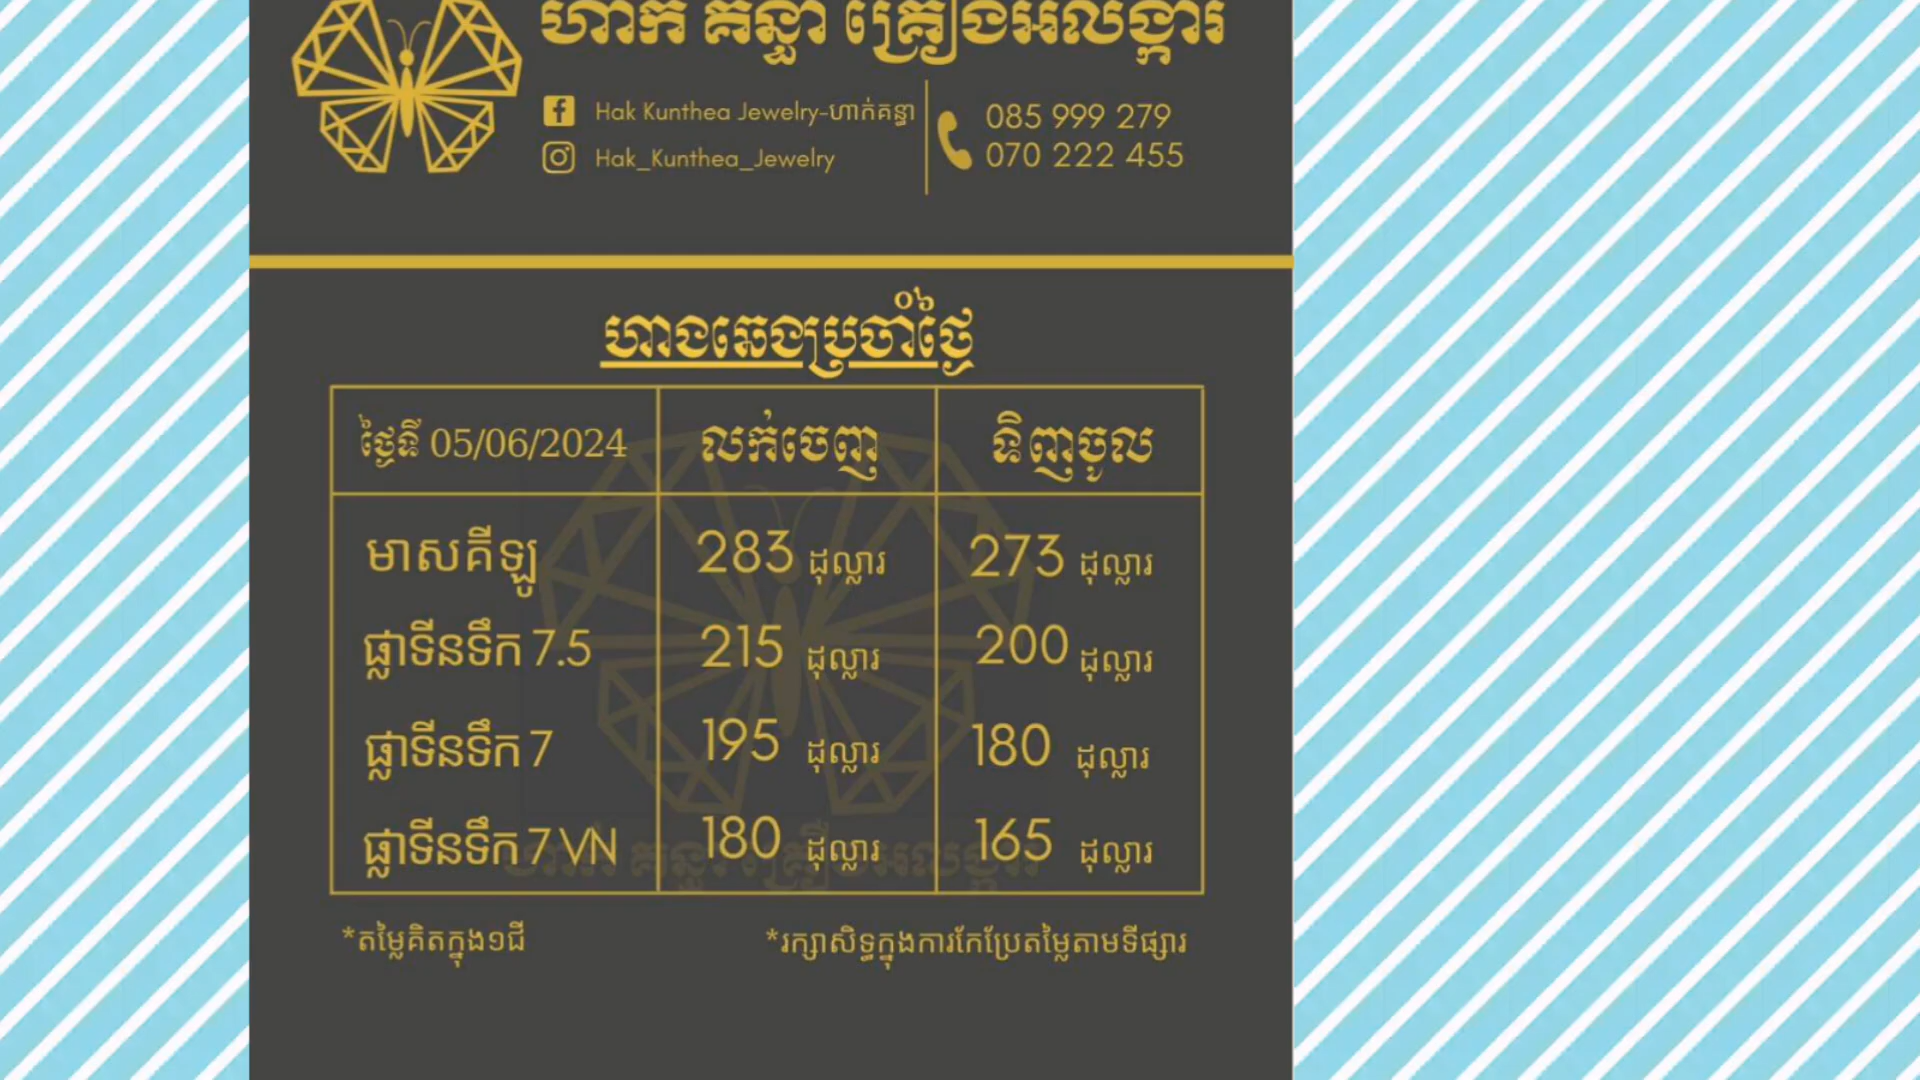 ហាក់ គន្ធា គ្រឿងអលង្ការ
Hak Kunthea Jewelry-ហាក់គន្ធា
Hak_Kunthea_Jewelry
085 999 279
070 222 455
ហាងឆេងប្រចាំថ្ងៃ
ថ្ងៃទី 05/06/2024 លក់ចេញ ទិញចូល
មាសគីឡូ 283 ដុល្លារ 273 ដុល្លារ
ផ្លាទីនទឹក 7.5 215 ដុល្លារ 200 ដុល្លារ
ផ្លាទីនទឹក 7 195 ដុល្លារ 180 ដុល្លារ
ផ្លាទីនទឹក 7 VN 180 ដុល្លារ 165 ដុល្លារ
*តម្លៃគិតក្នុង១ជី *រក្សាសិទ្ធក្នុងការកែប្រែតម្លៃតាមទីផ្សារ